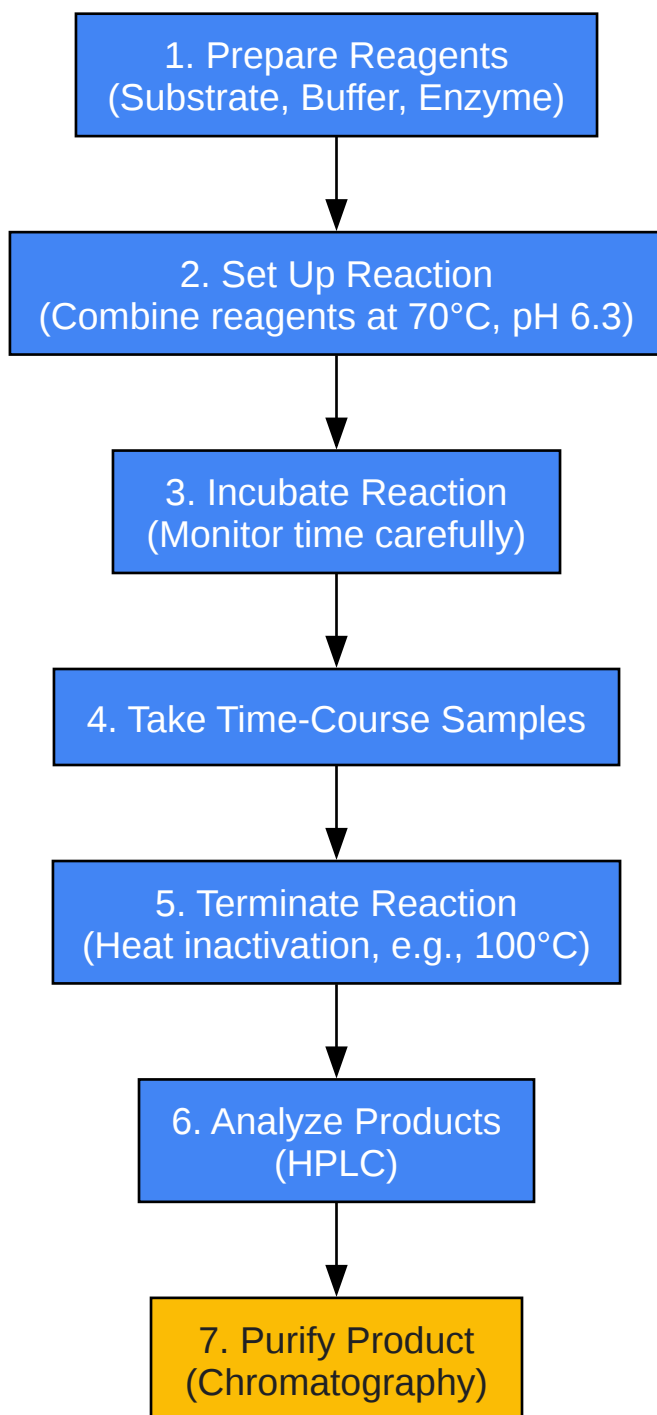 1. Prepare Reagents
(Substrate, Buffer, Enzyme)
2. Set Up Reaction
(Combine reagents at 70°C, pH 6.3)
3. Incubate Reaction
(Monitor time carefully)
4. Take Time-Course Samples
5. Terminate Reaction
(Heat inactivation, e.g., 100°C)
6. Analyze Products
(HPLC)
7. Purify Product
(Chromatography)